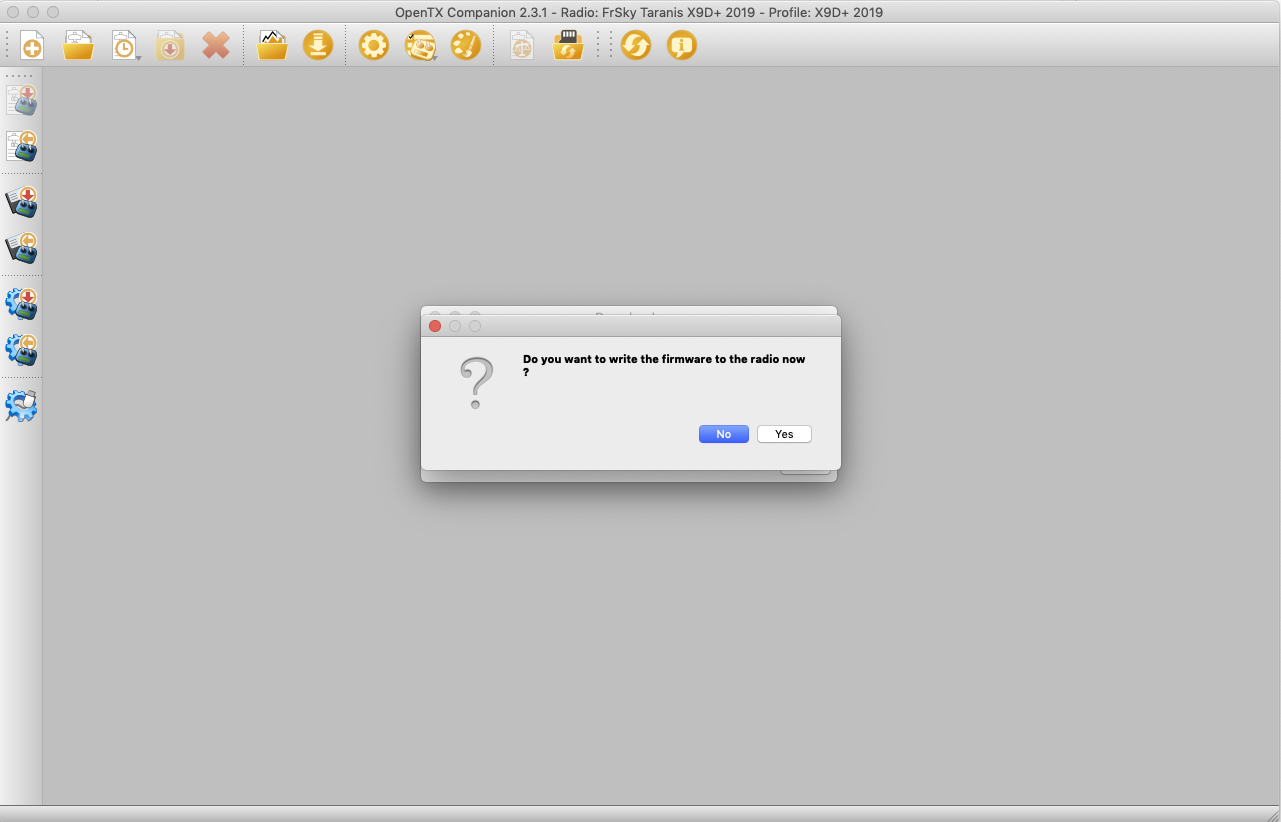 OpenTX Companion 2.3.1 - Radio: FrSky Taranis X9D+ 2019 - Profile: X9D+ 2019
Do you want to write the firmware to the radio now
?
No
Yes